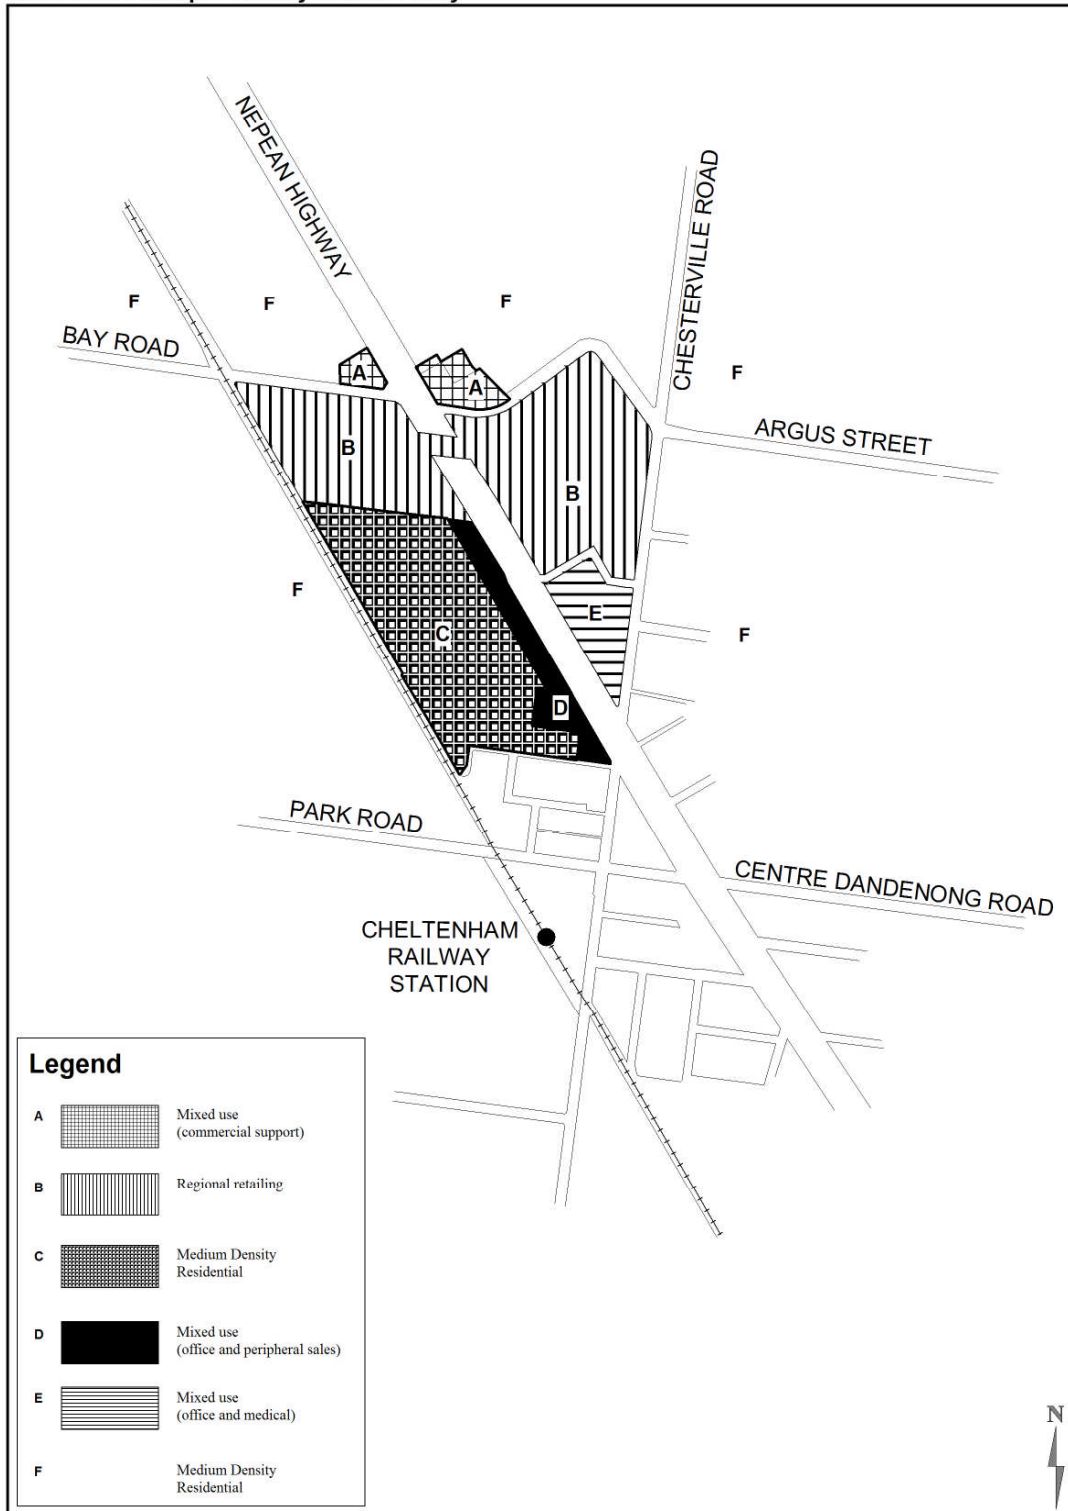 NEPEAN HIGHWAY
CHESTERVILLE ROAD
F
F
F
BAY ROAD
A
A
F
ARGUS STREET
B
B
F
E
C
F
D
PARK ROAD
CENTRE DANDENONG ROAD
CHELTENHAM
RAILWAY
STATION
Legend
A
Mixed use
(commercial support)
B
Regional retailing
C
Medium Density
Residential
D
Mixed use
(office and peripheral sales)
E
Mixed use
(office and medical)
F
Medium Density
Residential
N